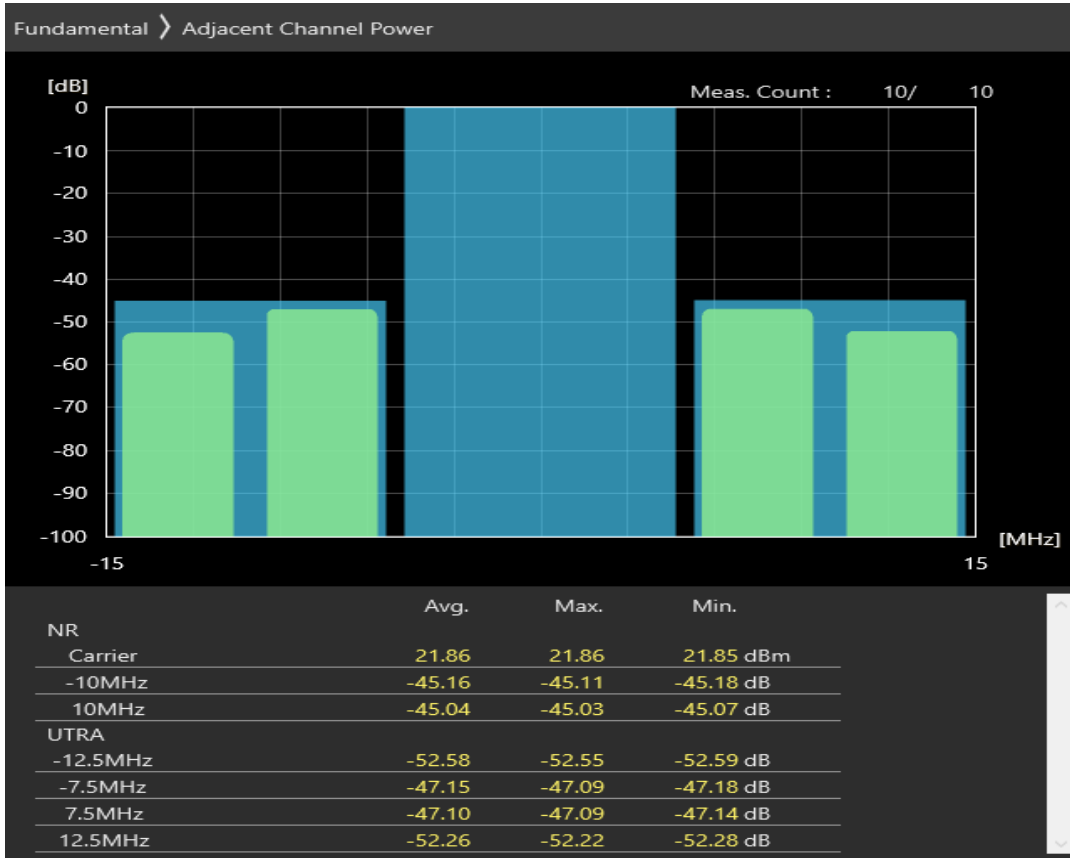 Fundamental ❯ Adjacent Channel Power
[dB]
Meas. Count : 10/ 10
0
-10
-20
-30
-40
-50
-60
-70
-80
-90
-100
[MHz]
-15 15
Avg. Max. Min.
NR
Carrier 21.86 21.86 21.85 dBm
-10MHz -45.16 -45.11 -45.18 dB
10MHz -45.04 -45.03 -45.07 dB
UTRA
-12.5MHz -52.58 -52.55 -52.59 dB
-7.5MHz -47.15 -47.09 -47.18 dB
7.5MHz -47.10 -47.09 -47.14 dB
12.5MHz -52.26 -52.22 -52.28 dB